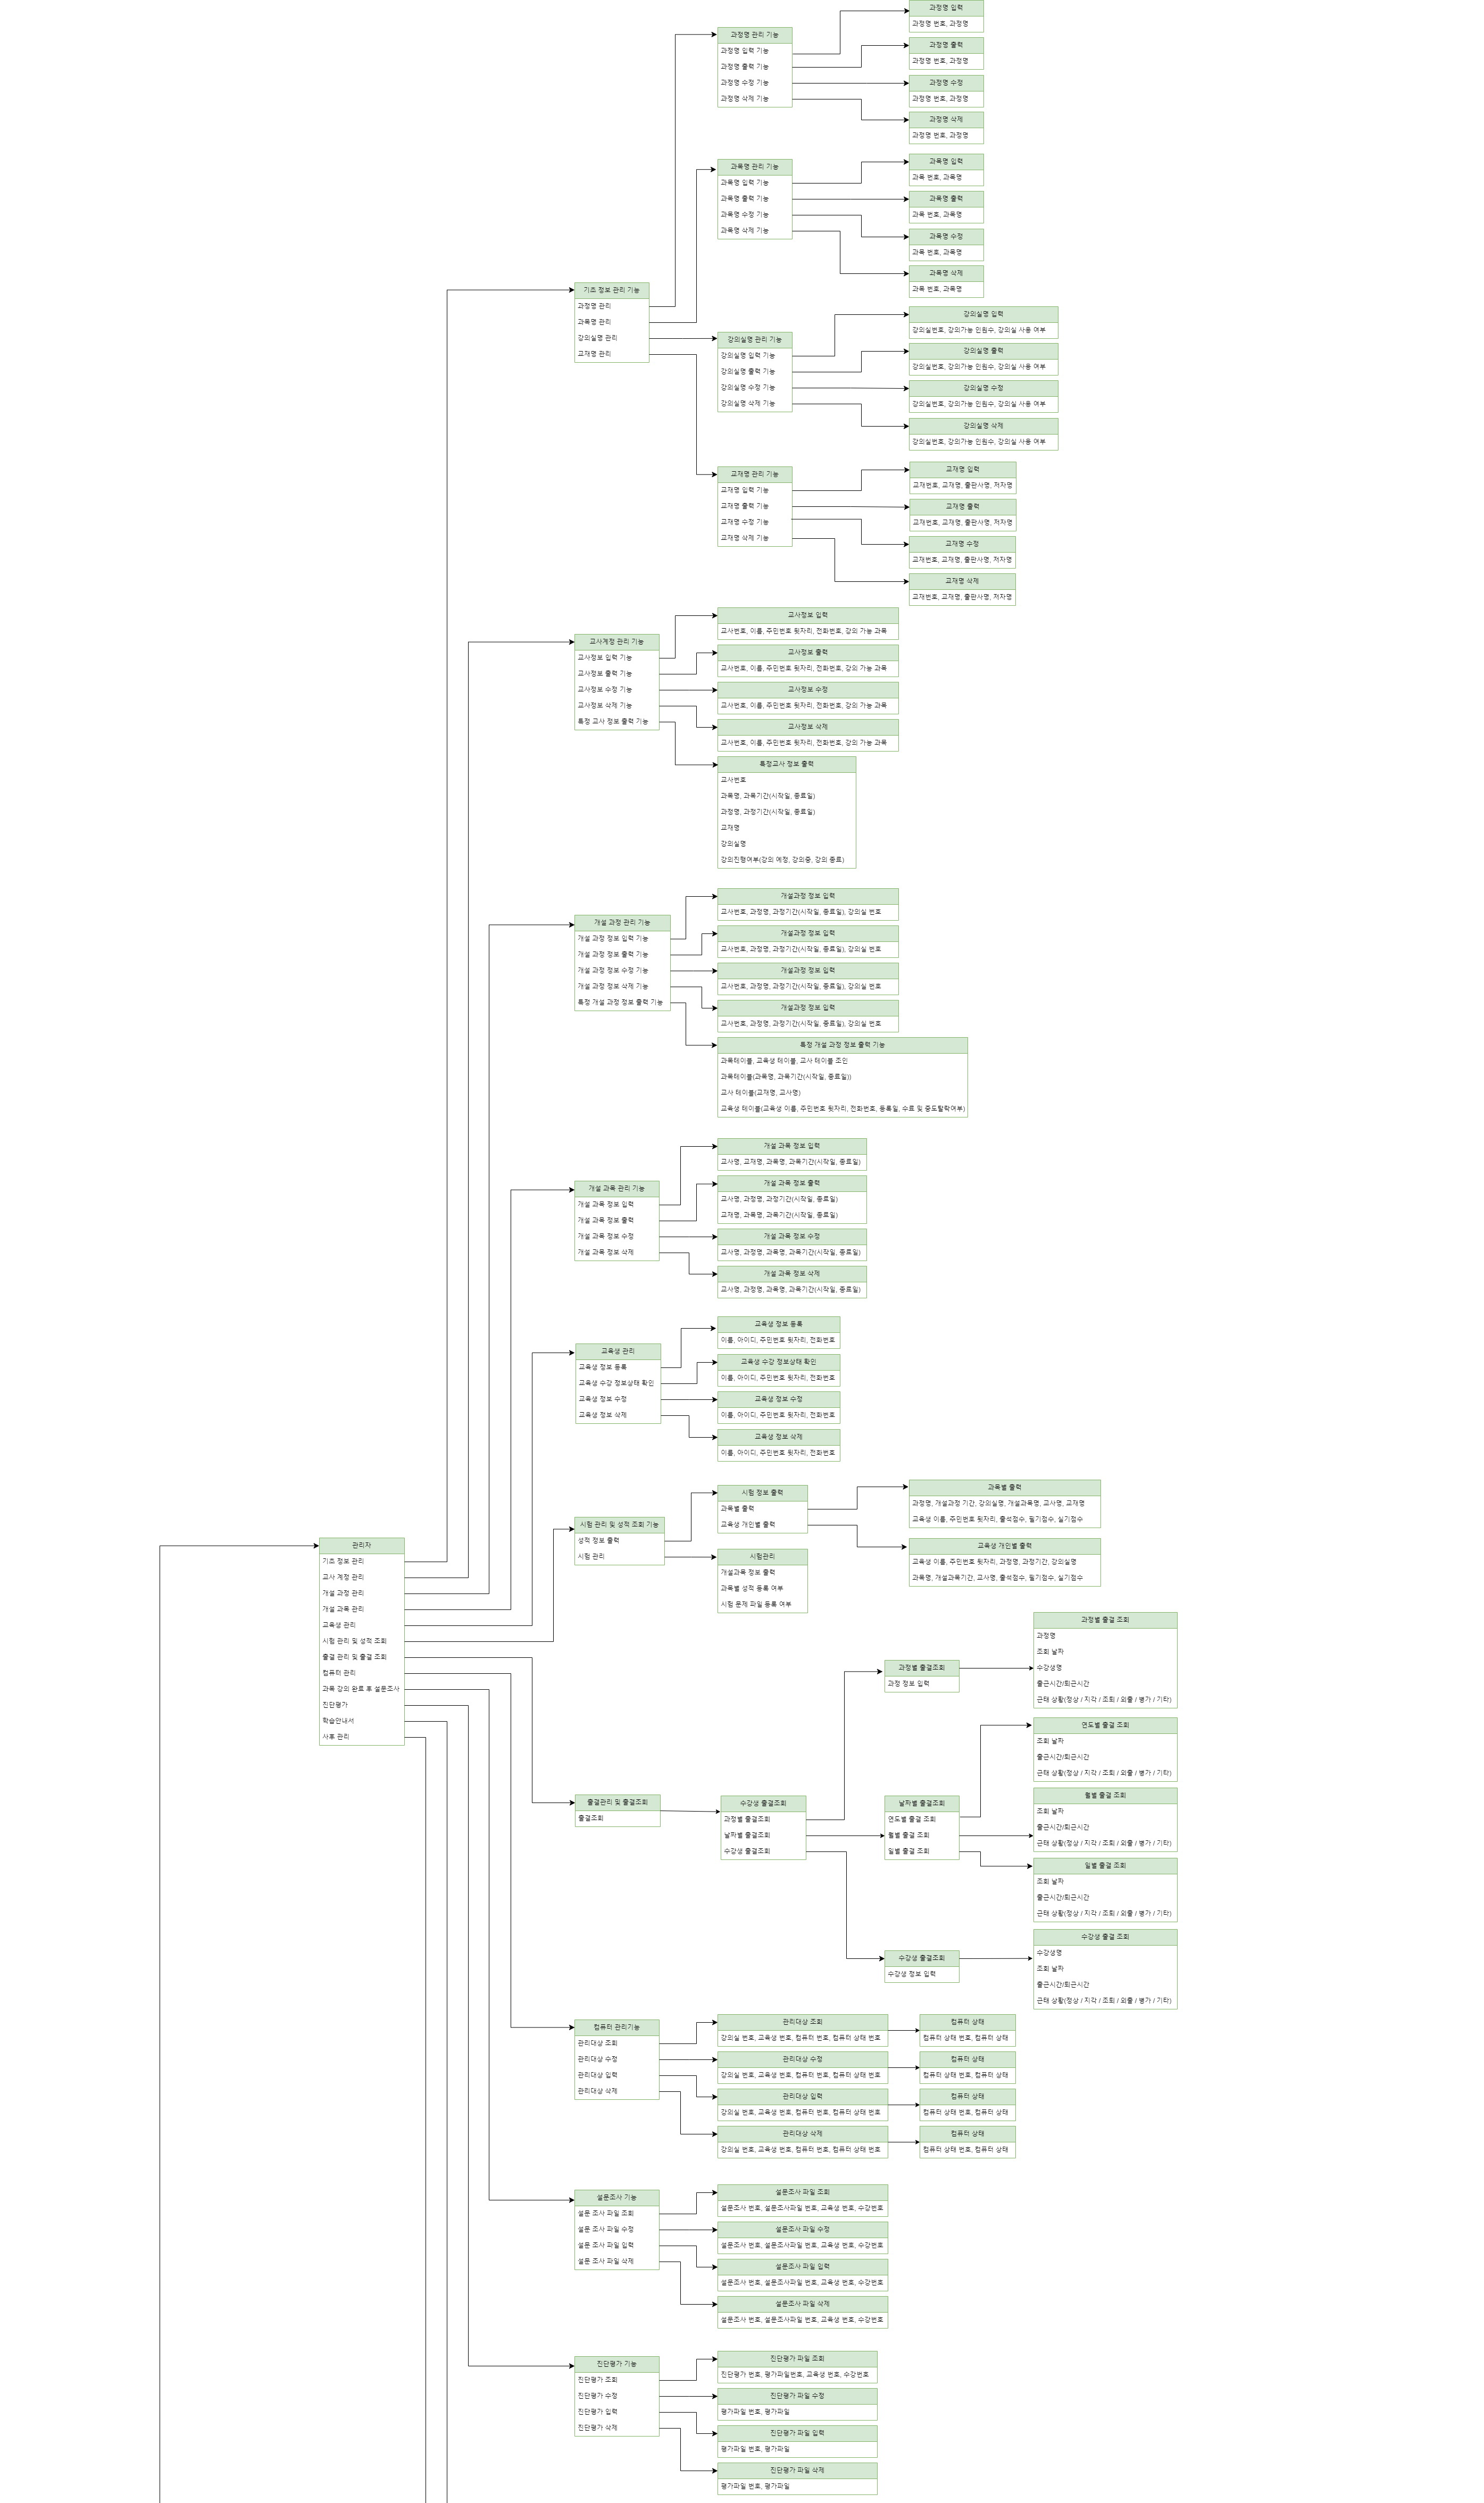 과정명 입력
과정명 번호, 과정명
과정명 출력
과정명 번호, 과정명
과정명 수정
과정명 번호, 과정명
과정명 삭제
과정명 번호, 과정명
과정명 관리 기능
과정명 입력 기능
과정명 출력 기능
과정명 수정 기능
과정명 삭제 기능
과목명 관리 기능
과목명 입력 기능
과목명 출력 기능
과목명 수정 기능
과목명 삭제 기능
과목명 입력
과목 번호, 과목명
과목명 출력
과목 번호, 과목명
과목명 수정
과목 번호, 과목명
과목명 삭제
과목 번호, 과목명
기초 정보 관리 기능
과정명 관리
과목명 관리
강의실명 관리
교재명 관리
강의실명 관리 기능
강의실명 입력 기능
강의실명 출력 기능
강의실명 수정 기능
강의실명 삭제 기능
강의실명 입력
강의실번호, 강의가능 인원수, 강의실 사용 여부
강의실명 출력
강의실번호, 강의가능 인원수, 강의실 사용 여부
강의실명 수정
강의실번호, 강의가능 인원수, 강의실 사용 여부
강의실명 삭제
강의실번호, 강의가능 인원수, 강의실 사용 여부
교재명 관리 기능
교재명 입력 기능
교재명 출력 기능
교재명 수정 기능
교재명 삭제 기능
교재명 입력
교재번호, 교재명, 출판사명, 저자명
교재명 출력
교재번호, 교재명, 출판사명, 저자명
교재명 수정
교재번호, 교재명, 출판사명, 저자명
교재명 삭제
교재번호, 교재명, 출판사명, 저자명
교사계정 관리 기능
교사정보 입력 기능
교사정보 출력 기능
교사정보 수정 기능
교사정보 삭제 기능
특정 교사 정보 출력 기능
교사정보 입력
교사번호, 이름, 주민번호 뒷자리, 전화번호, 강의 가능 과목
교사정보 출력
교사번호, 이름, 주민번호 뒷자리, 전화번호, 강의 가능 과목
교사정보 수정
교사번호, 이름, 주민번호 뒷자리, 전화번호, 강의 가능 과목
교사정보 삭제
교사번호, 이름, 주민번호 뒷자리, 전화번호, 강의 가능 과목
특정교사 정보 출력
교사번호
과목명, 과목기간(시작일, 종료일)
과정명, 과정기간(시작일, 종료일)
교재명
강의실명
강의진행여부(강의 예정, 강의중, 강의 종료)
개설 과정 관리 기능
개설 과정 정보 입력 기능
개설 과정 정보 출력 기능
개설 과정 정보 수정 기능
개설 과정 정보 삭제 기능
특정 개설 과정 정보 출력 기능
개설과정 정보 입력
교사번호, 과정명, 과정기간(시작일, 종료일), 강의실 번호
개설과정 정보 입력
교사번호, 과정명, 과정기간(시작일, 종료일), 강의실 번호
개설과정 정보 입력
교사번호, 과정명, 과정기간(시작일, 종료일), 강의실 번호
개설과정 정보 입력
교사번호, 과정명, 과정기간(시작일, 종료일), 강의실 번호
특정 개설 과정 정보 출력 기능
과목테이블, 교육생 테이블, 교사 테이블 조인
과목테이블(과목명, 과목기간(시작일, 종료일))
교사 테이블(교재명, 교사명)
교육생 테이블(교육생 이름, 주민번호 뒷자리, 전화번호, 등록일, 수료 및 중도탈락여부)
개설 과목 관리 기능
개설 과목 정보 입력
개설 과목 정보 출력
개설 과목 정보 수정
개설 과목 정보 삭제
개설 과목 정보 입력
교사명, 교재명, 과목명, 과목기간(시작일, 종료일)
개설 과목 정보 출력
교사명, 과정명, 과정기간(시작일, 종료일)
교재명, 과목명, 과목기간(시작일, 종료일)
개설 과목 정보 수정
교사명, 과정명, 과목명, 과목기간(시작일, 종료일)
개설 과목 정보 삭제
교사명, 과정명, 과목명, 과목기간(시작일, 종료일)
교육생 관리
교육생 정보 등록
교육생 수강 정보상태 확인
교육생 정보 수정
교육생 정보 삭제
교육생 정보 등록
이름, 아이디, 주민번호 뒷자리, 전화번호
교육생 수강 정보상태 확인
이름, 아이디, 주민번호 뒷자리, 전화번호
교육생 정보 수정
이름, 아이디, 주민번호 뒷자리, 전화번호
교육생 정보 삭제
이름, 아이디, 주민번호 뒷자리, 전화번호
관리자
기초 정보 관리
교사 계정 관리
개설 과정 관리
개설 과목 관리
교육생 관리
시험 관리 및 성적 조회
출결 관리 및 출결 조회
컴퓨터 관리
과목 강의 완료 후 설문조사
진단평가
학습안내서
사후 관리
시험 관리 및 성적 조회 기능
성적 정보 출력
시험 관리
시험 정보 출력
과목별 출력
교육생 개인별 출력
시험관리
개설과목 정보 출력
과목별 성적 등록 여부
시험 문제 파일 등록 여부
과목별 출력
과정명, 개설과정 기간, 강의실명, 개설과목명, 교사명, 교재명
교육생 이름, 주민번호 뒷자리, 출석점수, 필기점수, 실기점수
교육생 개인별 출력
교육생 이름, 주민번호 뒷자리, 과정명, 과정기간, 강의실명
과목명, 개설과목기간, 교사명, 출석점수, 필기점수, 실기점수
출결관리 및 출결조회
출결조회
수강생 출결조회
과정별 출결조회
날짜별 출결조회
수강생 출결조회
과정별 출결조회
과정 정보 입력
과정별 출결 조회
과정명
조회 날짜
수강생명
출근시간/퇴근시간
근태 상황(정상 / 지각 / 조퇴 / 외출 / 병가 / 기타)
날짜별 출결조회
연도별 출결 조회
월별 출결 조회
일별 출결 조회
연도별 출결 조회
조회 날짜
출근시간/퇴근시간
근태 상황(정상 / 지각 / 조퇴 / 외출 / 병가 / 기타)
월별 출결 조회
조회 날짜
출근시간/퇴근시간
근태 상황(정상 / 지각 / 조퇴 / 외출 / 병가 / 기타)
일별 출결 조회
조회 날짜
출근시간/퇴근시간
근태 상황(정상 / 지각 / 조퇴 / 외출 / 병가 / 기타)
수강생 출결조회
수강생 정보 입력
수강생 출결 조회
수강생명
조회 날짜
출근시간/퇴근시간
근태 상황(정상 / 지각 / 조퇴 / 외출 / 병가 / 기타)
컴퓨터 관리기능
관리대상 조회
관리대상 수정
관리대상 입력
관리대상 삭제
관리대상 조회
강의실 번호, 교육생 번호, 컴퓨터 번호, 컴퓨터 상태 번호
컴퓨터 상태
컴퓨터 상태 번호, 컴퓨터 상태
관리대상 수정
강의실 번호, 교육생 번호, 컴퓨터 번호, 컴퓨터 상태 번호
컴퓨터 상태
컴퓨터 상태 번호, 컴퓨터 상태
관리대상 입력
강의실 번호, 교육생 번호, 컴퓨터 번호, 컴퓨터 상태 번호
컴퓨터 상태
컴퓨터 상태 번호, 컴퓨터 상태
관리대상 삭제
강의실 번호, 교육생 번호, 컴퓨터 번호, 컴퓨터 상태 번호
컴퓨터 상태
컴퓨터 상태 번호, 컴퓨터 상태
설문조사 기능
설문 조사 파일 조회
설문 조사 파일 수정
설문 조사 파일 입력
설문 조사 파일 삭제
설문조사 파일 조회
설문조사 번호, 설문조사파일 번호, 교육생 번호, 수강번호
설문조사 파일 수정
설문조사 번호, 설문조사파일 번호, 교육생 번호, 수강번호
설문조사 파일 입력
설문조사 번호, 설문조사파일 번호, 교육생 번호, 수강번호
설문조사 파일 삭제
설문조사 번호, 설문조사파일 번호, 교육생 번호, 수강번호
진단평가 기능
진단평가 조회
진단평가 수정
진단평가 입력
진단평가 삭제
진단평가 파일 조회
진단평가 번호, 평가파일번호, 교육생 번호, 수강번호
진단평가 파일 수정
평가파일 번호, 평가파일
진단평가 파일 입력
평가파일 번호, 평가파일
진단평가 파일 삭제
평가파일 번호, 평가파일